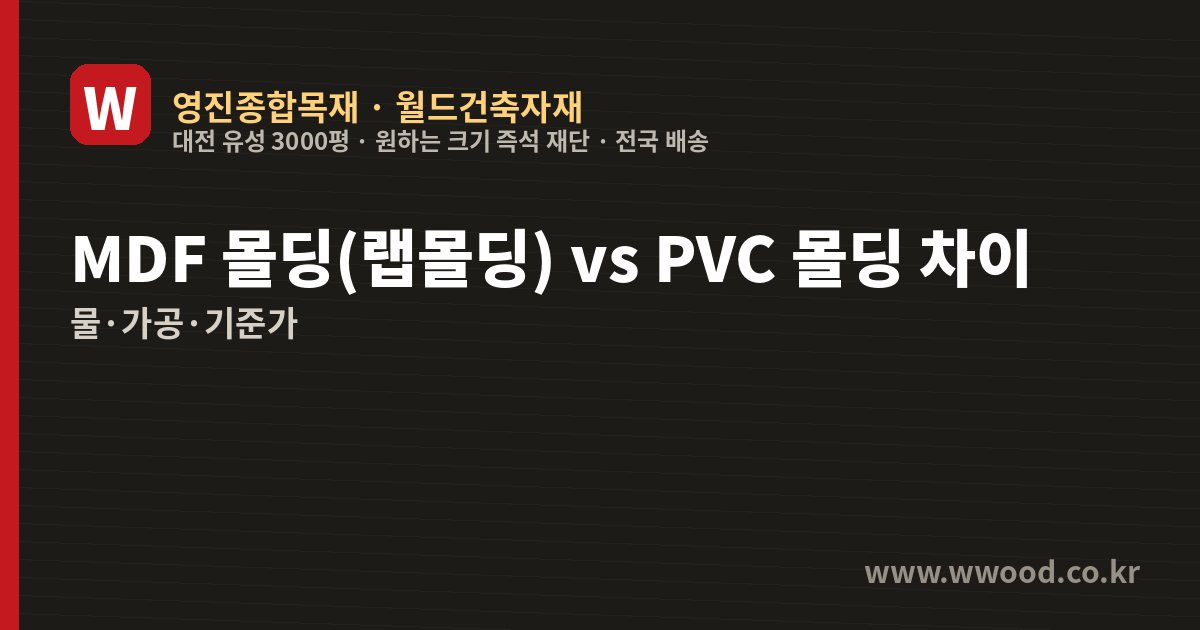 W
영진종합목재 · 월드건축자재
대전 유성 3000평 · 원하는 크기 즉석 재단 · 전국 배송
MDF 몰딩(랩몰딩) vs PVC 몰딩 차이
물·가공·기준가
www.wwood.co.kr